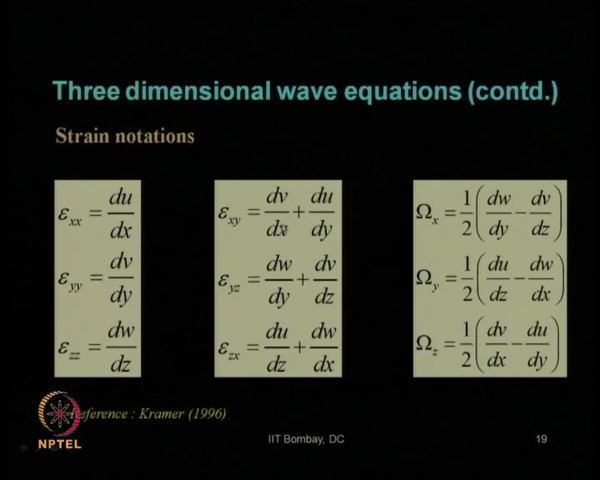 Three dimensional wave equations (contd.)
Strain notations
ε_xx = du/dx
ε_yy = dv/dy
ε_zz = dw/dz
ε_xy = dv/dx + du/dy
ε_yz = dw/dy + dv/dz
ε_zx = du/dz + dw/dx
Ω_x = 1/2 (dw/dy − dv/dz)
Ω_y = 1/2 (du/dz − dw/dx)
Ω_z = 1/2 (dv/dx − du/dy)
Reference : Kramer (1996)
NPTEL
IIT Bombay, DC
19